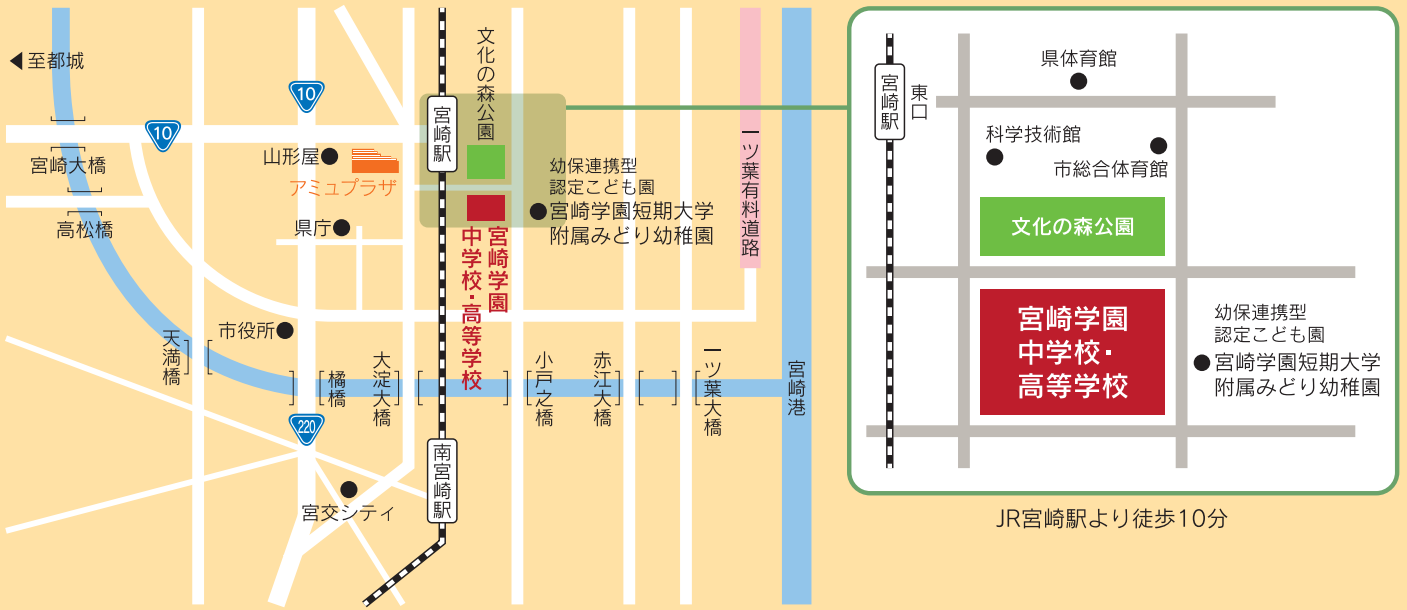 至都城
10
10
宮崎大橋
高松橋
山形屋
アミュプラザ
県庁
宮崎駅
文化の森公園
幼保連携型
認定こども園
宮崎学園短期大学
附属みどり幼稚園
一ツ葉有料道路
宮崎学園
中学校・高等学校
市役所
天満橋
橘橋
大淀大橋
小戸之橋
赤江大橋
一ツ葉大橋
宮崎港
220
南宮崎駅
宮交シティ
宮崎駅
東口
県体育館
科学技術館
市総合体育館
文化の森公園
宮崎学園
中学校・
高等学校
幼保連携型
認定こども園
宮崎学園短期大学
附属みどり幼稚園
JR宮崎駅より徒歩10分